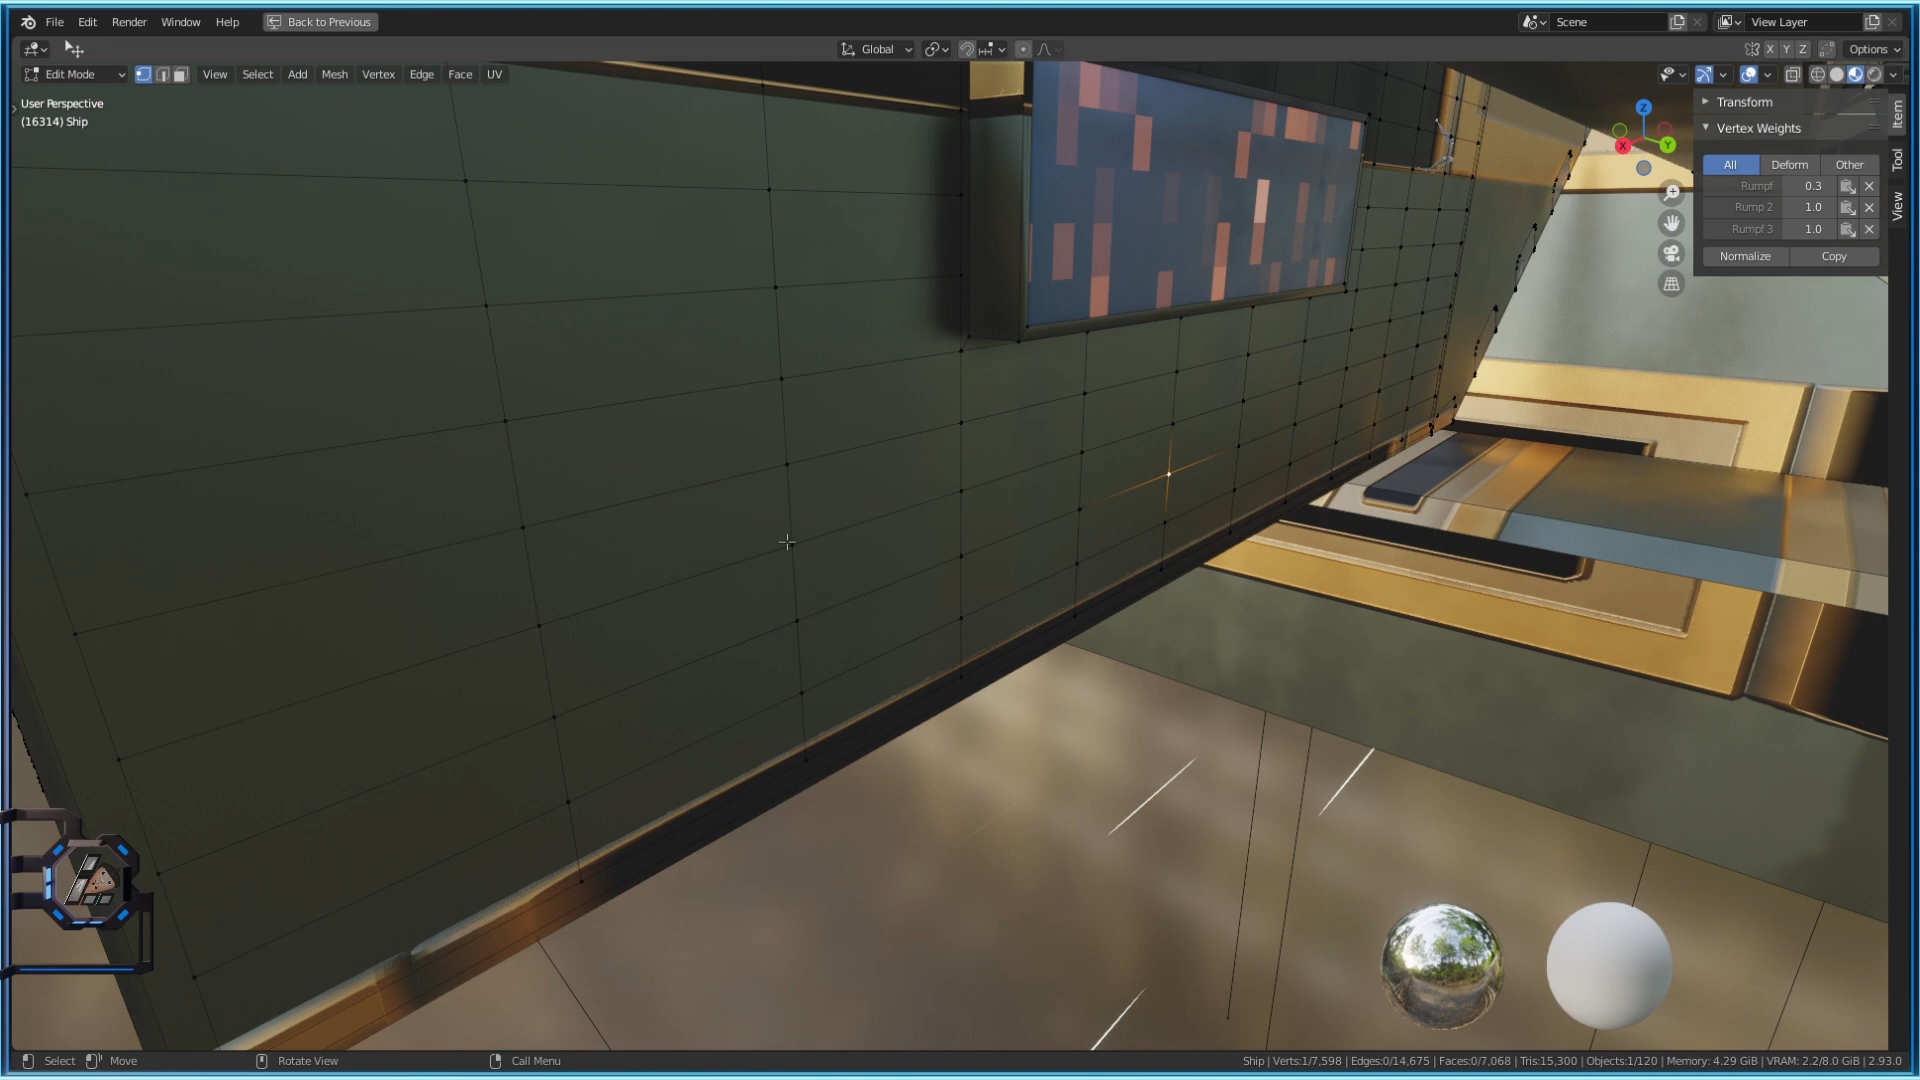 File Edit Render Window Help Back to Previous Scene View Layer
Global X Y Z Options
Edit Mode View Select Add Mesh Vertex Edge Face UV
User Perspective
(16314) Ship
Z
X
Y
Transform
Vertex Weights
All Deform Other
Rumpf 0.3
Rump 2 1.0
Rumpf 3 1.0
Normalize Copy
Item
Tool
View
Select Move Rotate View Call Menu Ship | Verts:1/7,598 | Edges:0/14,675 | Faces:0/7,068 | Tris:15,300 | Objects:1/120 | Memory: 4.29 GiB | VRAM: 2.2/8.0 GiB | 2.93.0